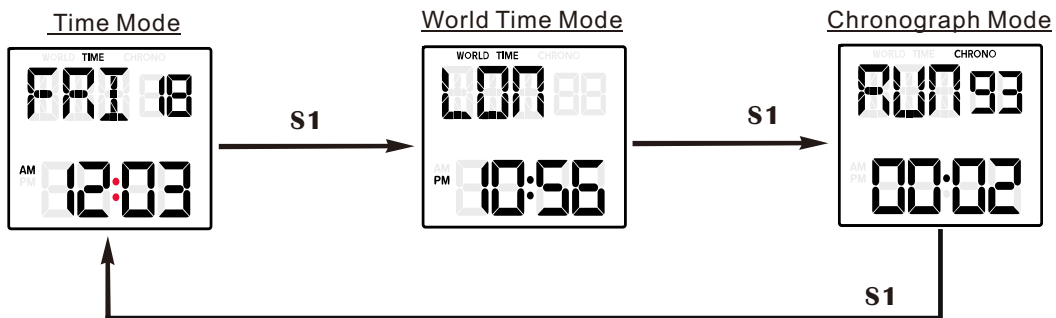 Time Mode
WORLD TIME CHRONO
FRI 18
AM
PM
12:03
S1
World Time Mode
WORLD TIME CHRONO
LON
AM
PM
10:56
S1
Chronograph Mode
WORLD TIME CHRONO
RUN 93
AM
PM
00:02
S1